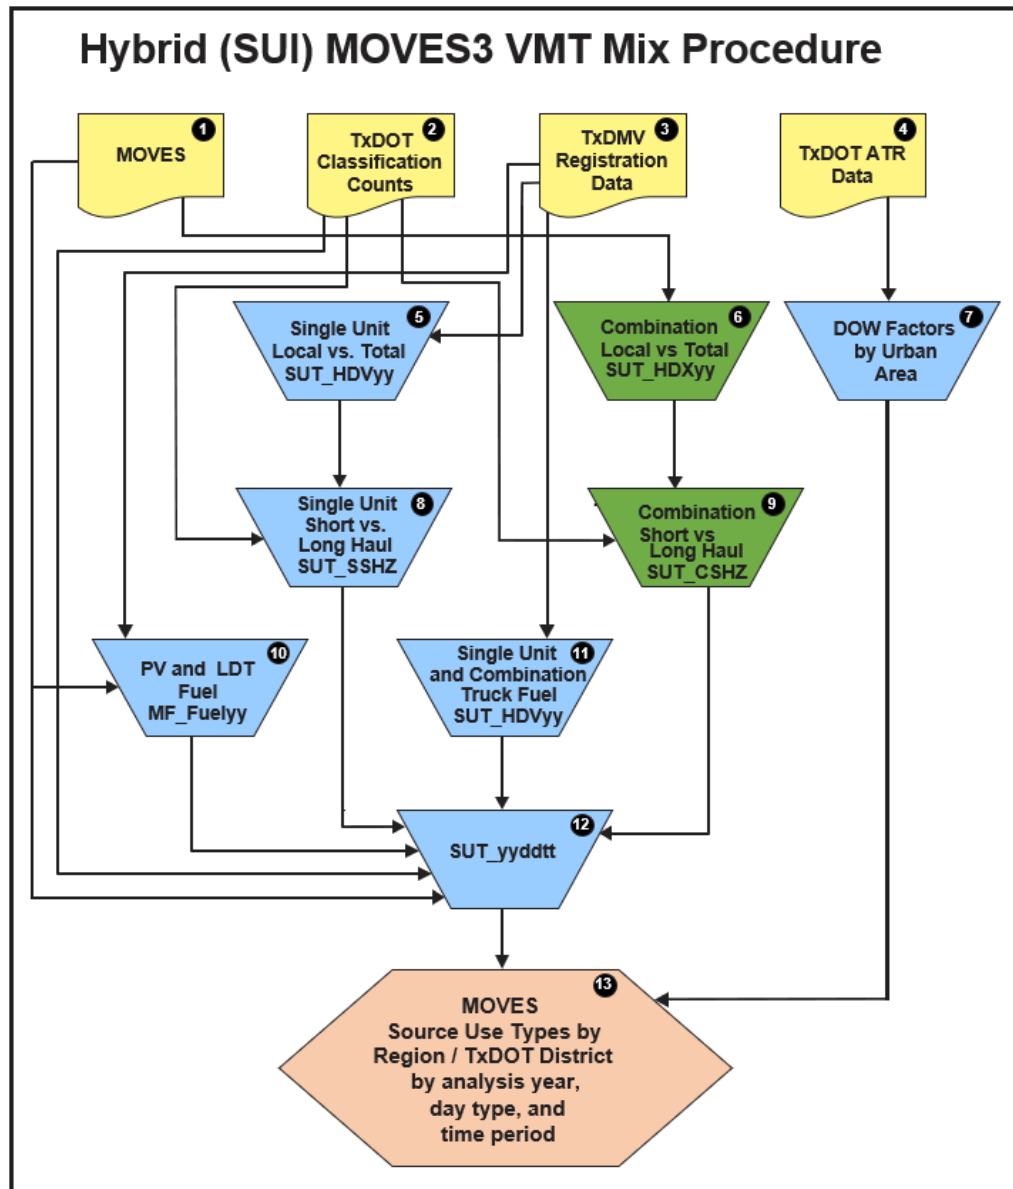 Hybrid (SUI) MOVES3 VMT Mix Procedure
1
MOVES
2
TxDOT
Classification
Counts
3
TxDMV
Registration
Data
4
TxDOT ATR
Data
5
Single Unit
Local vs. Total
SUT_HDVyy
6
Combination
Local vs Total
SUT_HDXyy
7
DOW Factors
by Urban
Area
8
Single Unit
Short vs.
Long Haul
SUT_SSHZ
9
Combination
Short vs
Long Haul
SUT_CSHZ
10
PV and LDT
Fuel
MF_Fuelyy
11
Single Unit
and Combination
Truck Fuel
SUT_HDVyy
12
SUT_yyddtt
13
MOVES
Source Use Types by
Region / TxDOT District
by analysis year,
day type, and
time period